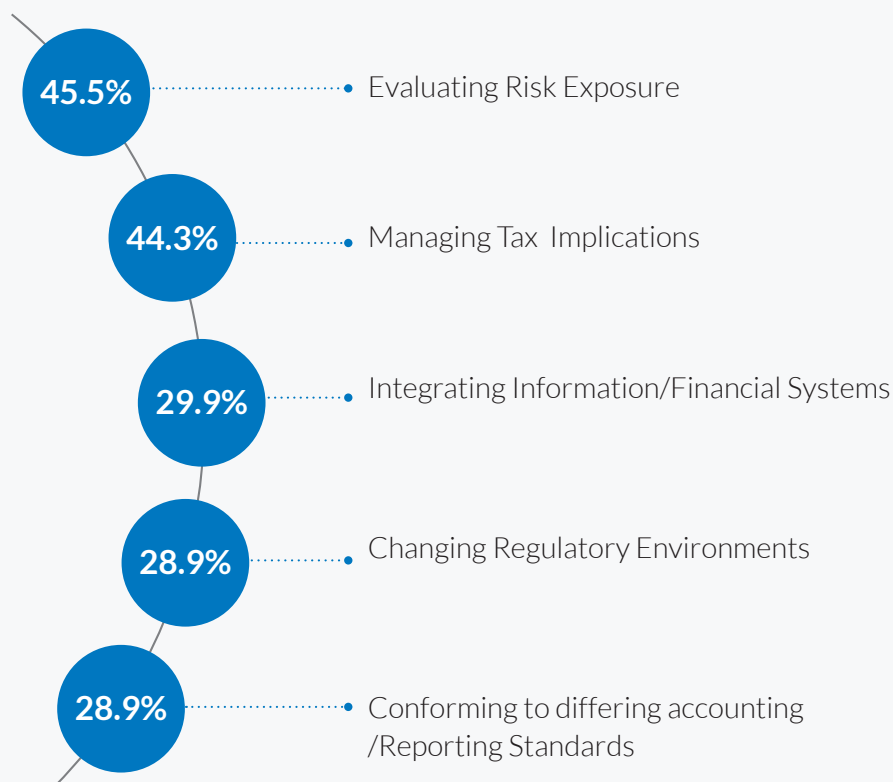 45.5%
Evaluating Risk Exposure
44.3%
Managing Tax Implications
29.9%
Integrating Information/Financial Systems
28.9%
Changing Regulatory Environments
28.9%
Conforming to differing accounting
/Reporting Standards